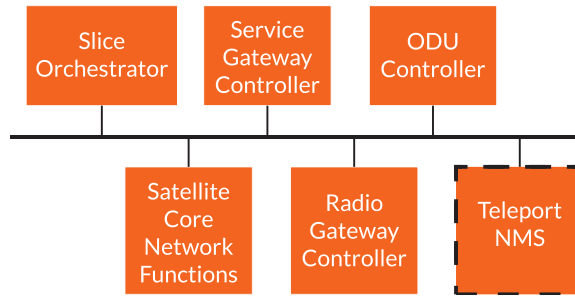 Slice
Orchestrator
Service
Gateway
Controller
ODU
Controller
Satellite
Core
Network
Functions
Radio
Gateway
Controller
Teleport
NMS